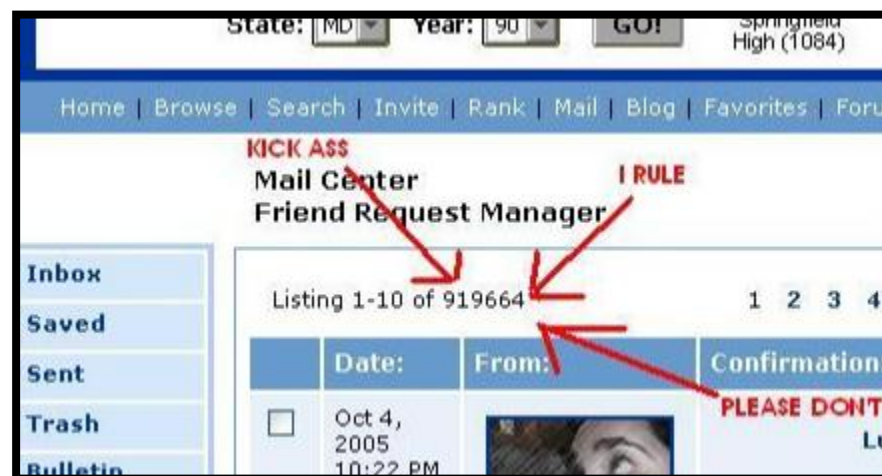 State: MD Year: 90 GO! Springfield
High (1084)
Home | Browse | Search | Invite | Rank | Mail | Blog | Favorites |
KICK ASS
Mail Center
I RULE
Friend Request Manager
Inbox
Listing 1-10 of 919664 1 2 3 4
Saved
Date: From: Confirmation
Sent
PLEASE DONT
Trash
Oct 4,
2005
10:22 PM
Bulletin